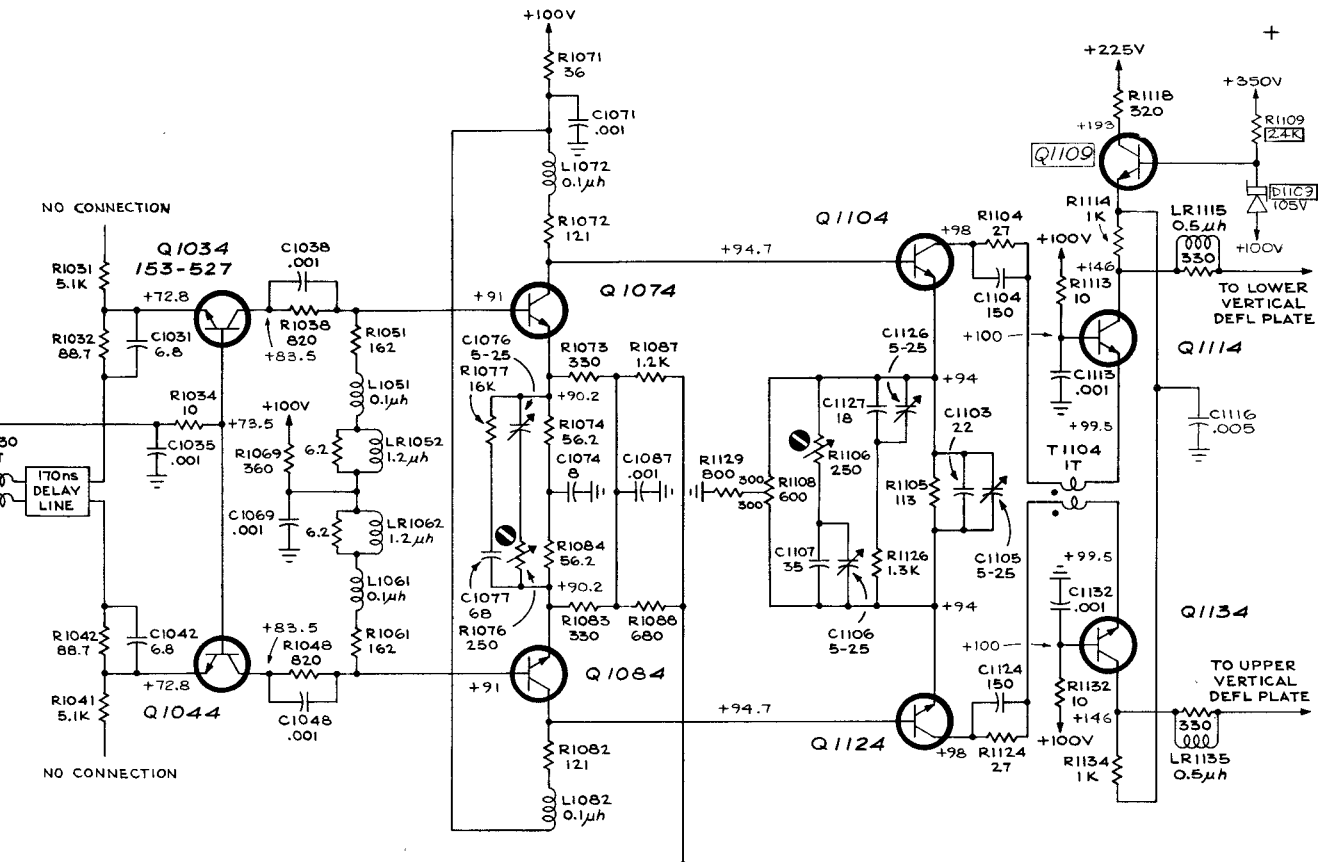 +100V
R1071
36
C1071
.001
L1072
0.1μh
R1072
121
+
+225V
+350V
R1118
320
R1109
24K
+193
Q1109
D1109
105V
+100V
R1114
1K
LR1115
0.5μh
330
+146
TO LOWER
VERTICAL
DEFL PLATE
NO CONNECTION
Q1034
153-527
C1038
.001
R1031
5.1K
+72.8
R1032
88.7
C1031
6.8
R1038
820
+83.5
R1051
162
L1051
0.1μh
+91
Q1074
+94.7
Q1104
R1104
27
+98
C1104
150
+100V
R1113
10
+100
C1113
.001
Q1114
+99.5
C1116
.005
T1104
1T
R1034
10
+73.5
C1035
.001
+100V
R1069
360
6.2
LR1052
1.2μh
C1069
.001
6.2
LR1062
1.2μh
L1061
0.1μh
R1061
162
30
T
170ns
DELAY
LINE
C1076
5-25
R1077
16K
R1073
330
R1087
1.2K
+90.2
R1074
56.2
C1074
8
C1087
.001
R1084
56.2
+90.2
C1077
68
R1076
250
R1083
330
R1088
680
R1129
800
300
300
R1108
600
R1106
250
C1107
35
C1106
5-25
C1127
18
C1126
5-25
R1126
1.3K
+94
C1103
22
R1105
113
C1105
5-25
+94
R1042
88.7
C1042
6.8
+83.5
R1048
820
C1048
.001
+72.8
R1041
5.1K
Q1044
NO CONNECTION
+91
Q1084
+94.7
R1082
121
L1082
0.1μh
Q1124
C1124
150
+98
R1124
27
+99.5
C1132
.001
+100
Q1134
R1132
10
+100V
+146
R1134
1K
330
LR1135
0.5μh
TO UPPER
VERTICAL
DEFL PLATE